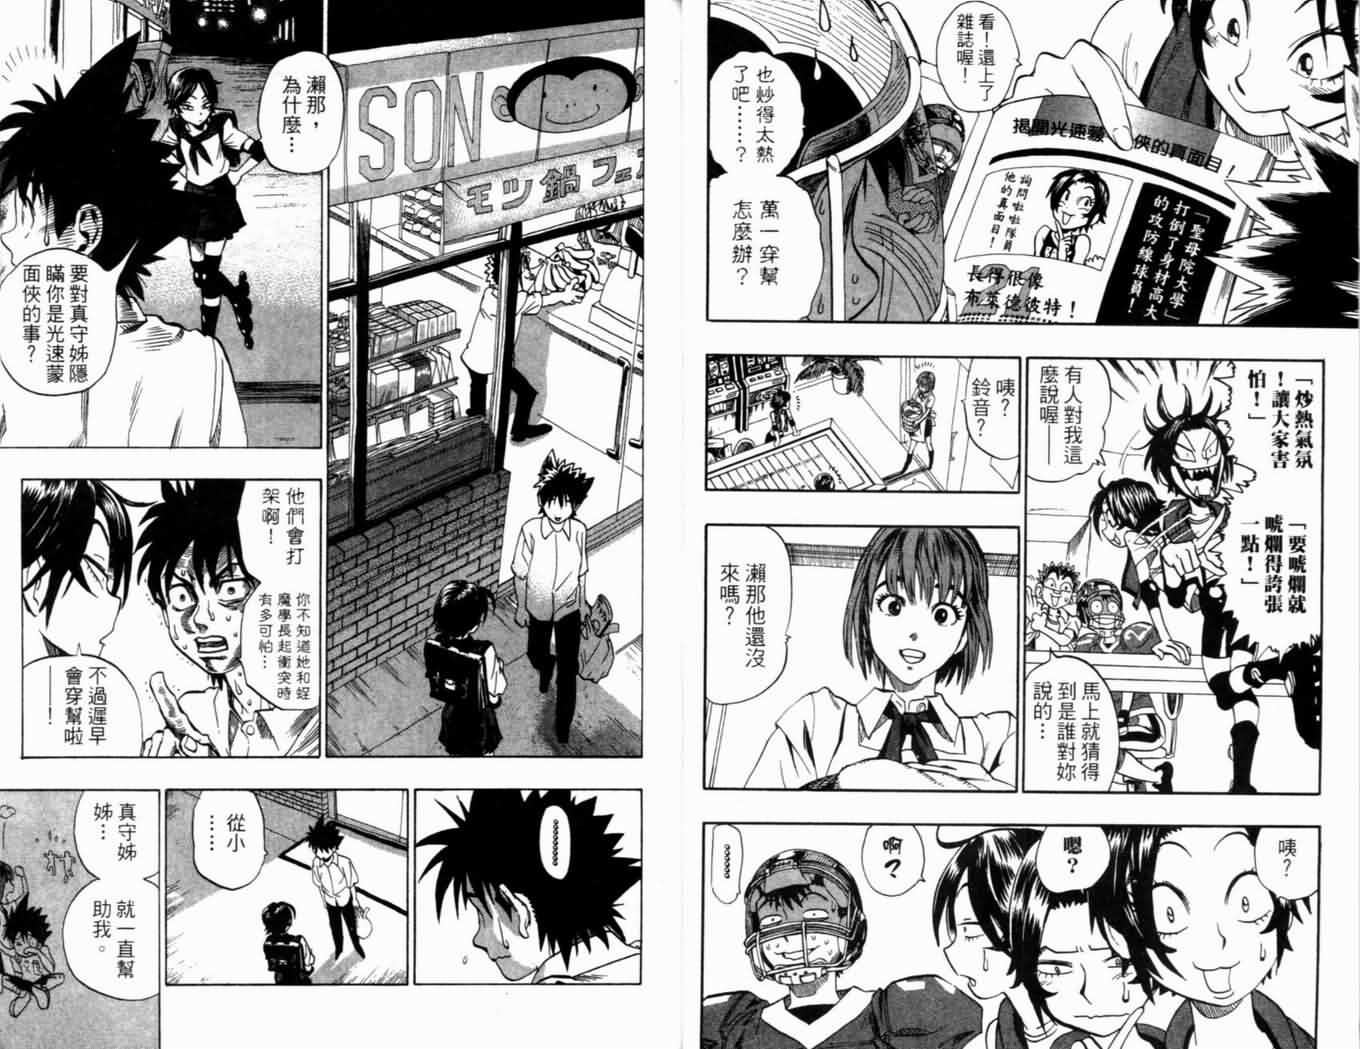 看！還上了
雜誌喔！
揭開光速蒙
俠的真面目！
「聖母院大學」
打倒了身材高大
的攻防線球員！
詢問啦啦隊員
他的真面目！
長得很像
布萊德彼特！
也炒得太熱
了吧……？
萬一穿幫
怎麼辦？
「炒熱氣氛
！讓大家害
怕！」
「要唬爛就
唬爛得誇張
一點！」
有人對我這
麼說喔——
馬上就猜得
到是誰對妳
說的…
咦？
鈴音？
瀨那他還沒
來嗎？
咦？
嗯？
啊？
………
SON
モツ鍋フェス
瀨那，
為什麼…
要對真守姊隱
瞞你是光速蒙
面俠的事？
他們會打
架啊！
你不知道她和蛭
魔學長起衝突時
有多可怕…
不過遲早
會穿幫啦
——！
………
從小
……
真守姊
姊…
就一直幫
助我。